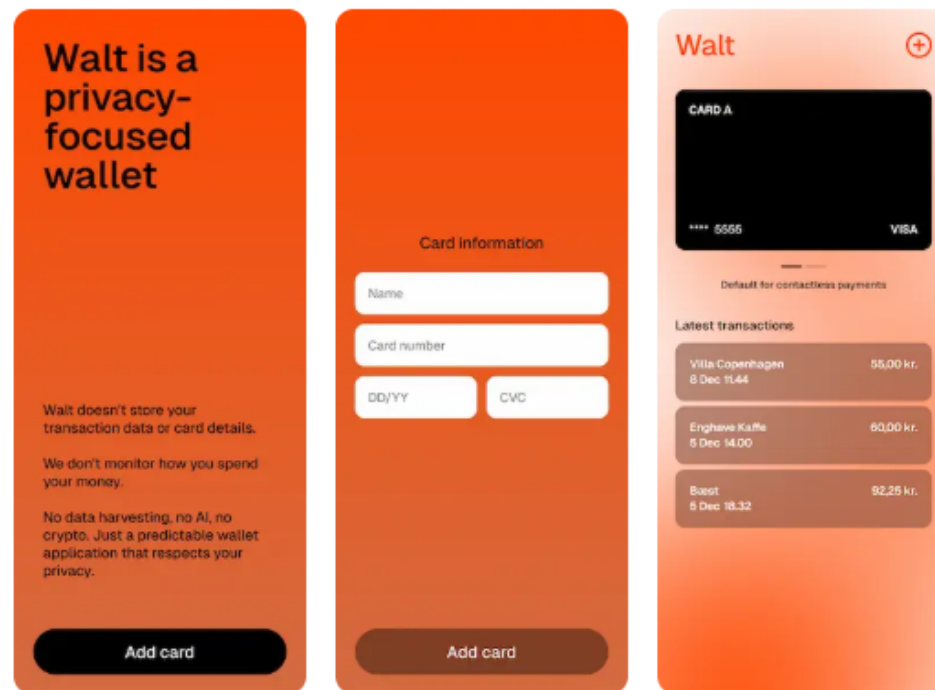 Walt is a
privacy-
focused
wallet
Walt doesn't store your
transaction data or card details.
We don't monitor how you spend
your money.
No data harvesting, no AI, no
crypto. Just a predictable wallet
application that respects your
privacy.
Add card
Card information
Name
Card number
DD/YY
CVC
Add card
Walt
CARD A
**** 5555
VISA
Default for contactless payments
Latest transactions
Villa Copenhagen
55,00 kr.
8 Dec 11.44
Enghave Kaffe
60,00 kr.
5 Dec 14.00
Bæst
92,25 kr.
5 Dec 18.32